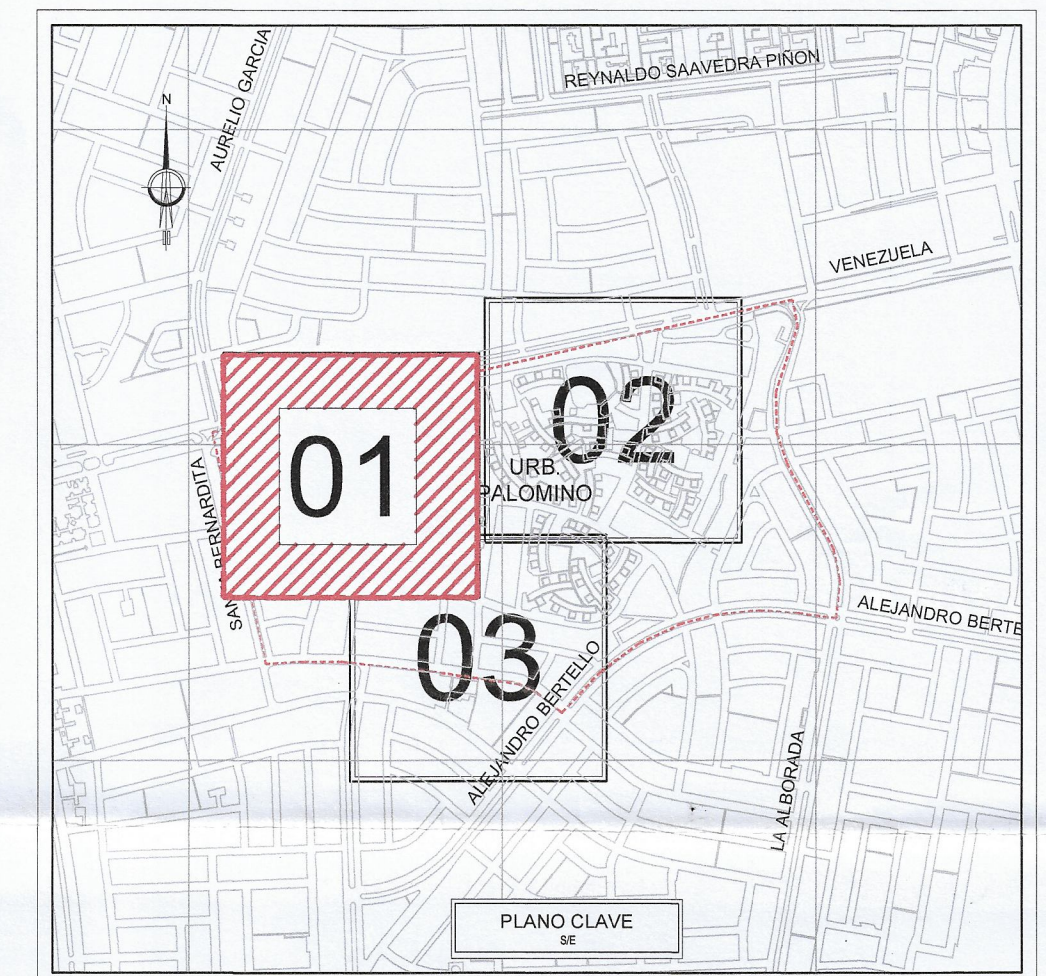 REYNALDO SAAVEDRA PIÑON
AURELIO GARCIA
N
VENEZUELA
02
01
URB.
PALOMINO
BERNARDITA
ALEJANDRO BERTE
03
ALEJANDRO BERTELLO
LA ALBORADA
PLANO CLAVE
S/E